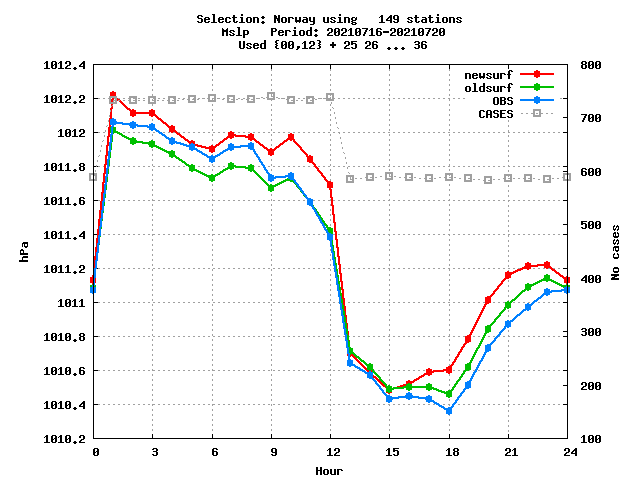 Selection: Norway using   149 stations
Mslp   Period: 20210716-20210720
Used {00,12} + 25 26 ... 36
newsurf
oldsurf
OBS
CASES
1012.4
1012.2
1012
1011.8
1011.6
1011.4
1011.2
1011
1010.8
1010.6
1010.4
1010.2
hPa
800
700
600
500
400
300
200
100
No cases
0 3 6 9 12 15 18 21 24
Hour